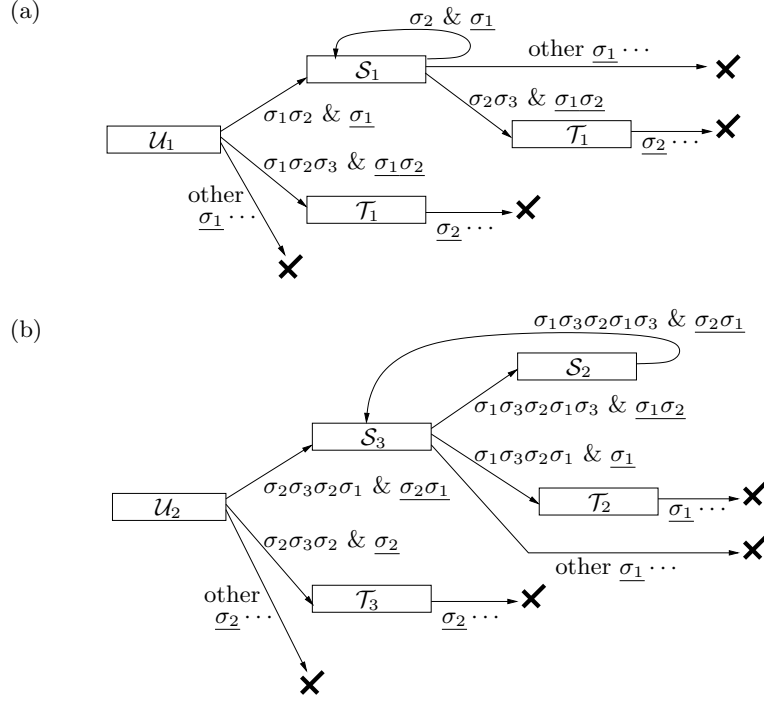 (a)
σ₂ & <u>σ₁</u>
S₁
other <u>σ₁</u> ···
σ₁σ₂ & <u>σ₁</u>
σ₂σ₃ & <u>σ₁σ₂</u>
U₁
T₁
<u>σ₂</u> ···
σ₁σ₂σ₃ & <u>σ₁σ₂</u>
other
<u>σ₁</u> ···
T₁
<u>σ₂</u> ···
(b)
σ₁σ₃σ₂σ₁σ₃ & <u>σ₂σ₁</u>
S₂
σ₁σ₃σ₂σ₁σ₃ & <u>σ₁σ₂</u>
S₃
σ₁σ₃σ₂σ₁ & <u>σ₁</u>
σ₂σ₃σ₂σ₁ & <u>σ₂σ₁</u>
T₂
<u>σ₁</u> ···
U₂
σ₂σ₃σ₂ & <u>σ₂</u>
other <u>σ₁</u> ···
other
<u>σ₂</u> ···
T₃
<u>σ₂</u> ···